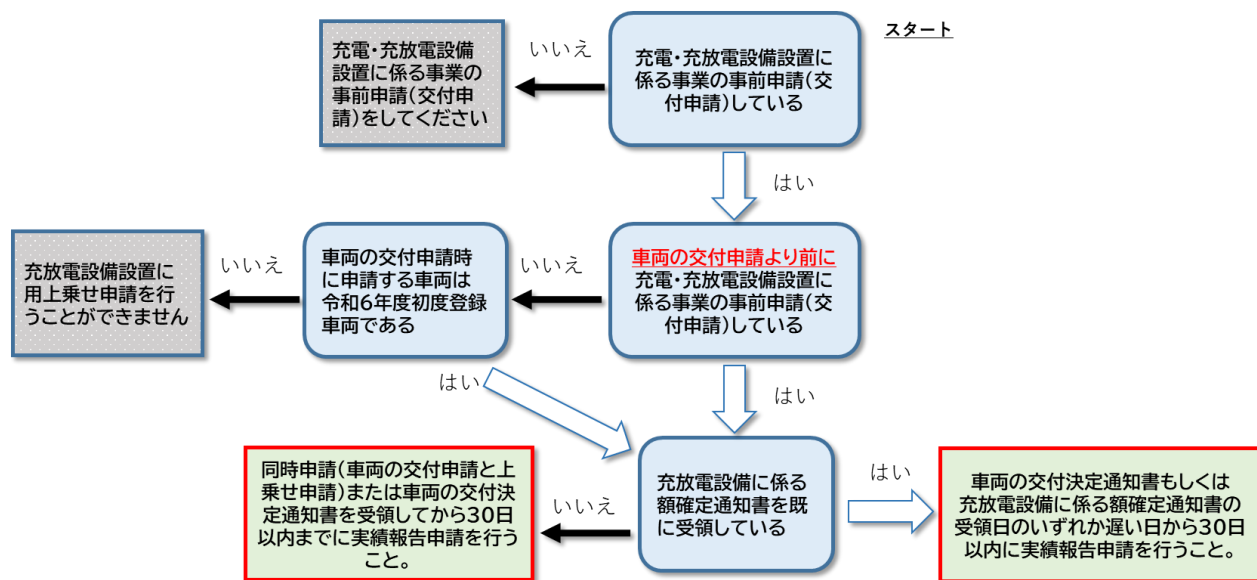 スタート
充電・充放電設備設置に
係る事業の事前申請(交
付申請)している
いいえ
充電・充放電設備
設置に係る事業の
事前申請(交付申
請)をしてください
はい
車両の交付申請より前に
充電・充放電設備設置に
係る事業の事前申請(交
付申請)している
いいえ
車両の交付申請時
に申請する車両は
令和6年度初度登録
車両である
いいえ
充放電設備設置に
用上乗せ申請を行
うことができません
はい
はい
充放電設備に係る
額確定通知書を既
に受領している
いいえ
同時申請(車両の交付申請と上
乗せ申請)または車両の交付決
定通知書を受領してから30日
以内までに実績報告申請を行う
こと。
はい
車両の交付決定通知書もしくは
充放電設備に係る額確定通知書の
受領日のいずれか遅い日から30日
以内に実績報告申請を行うこと。